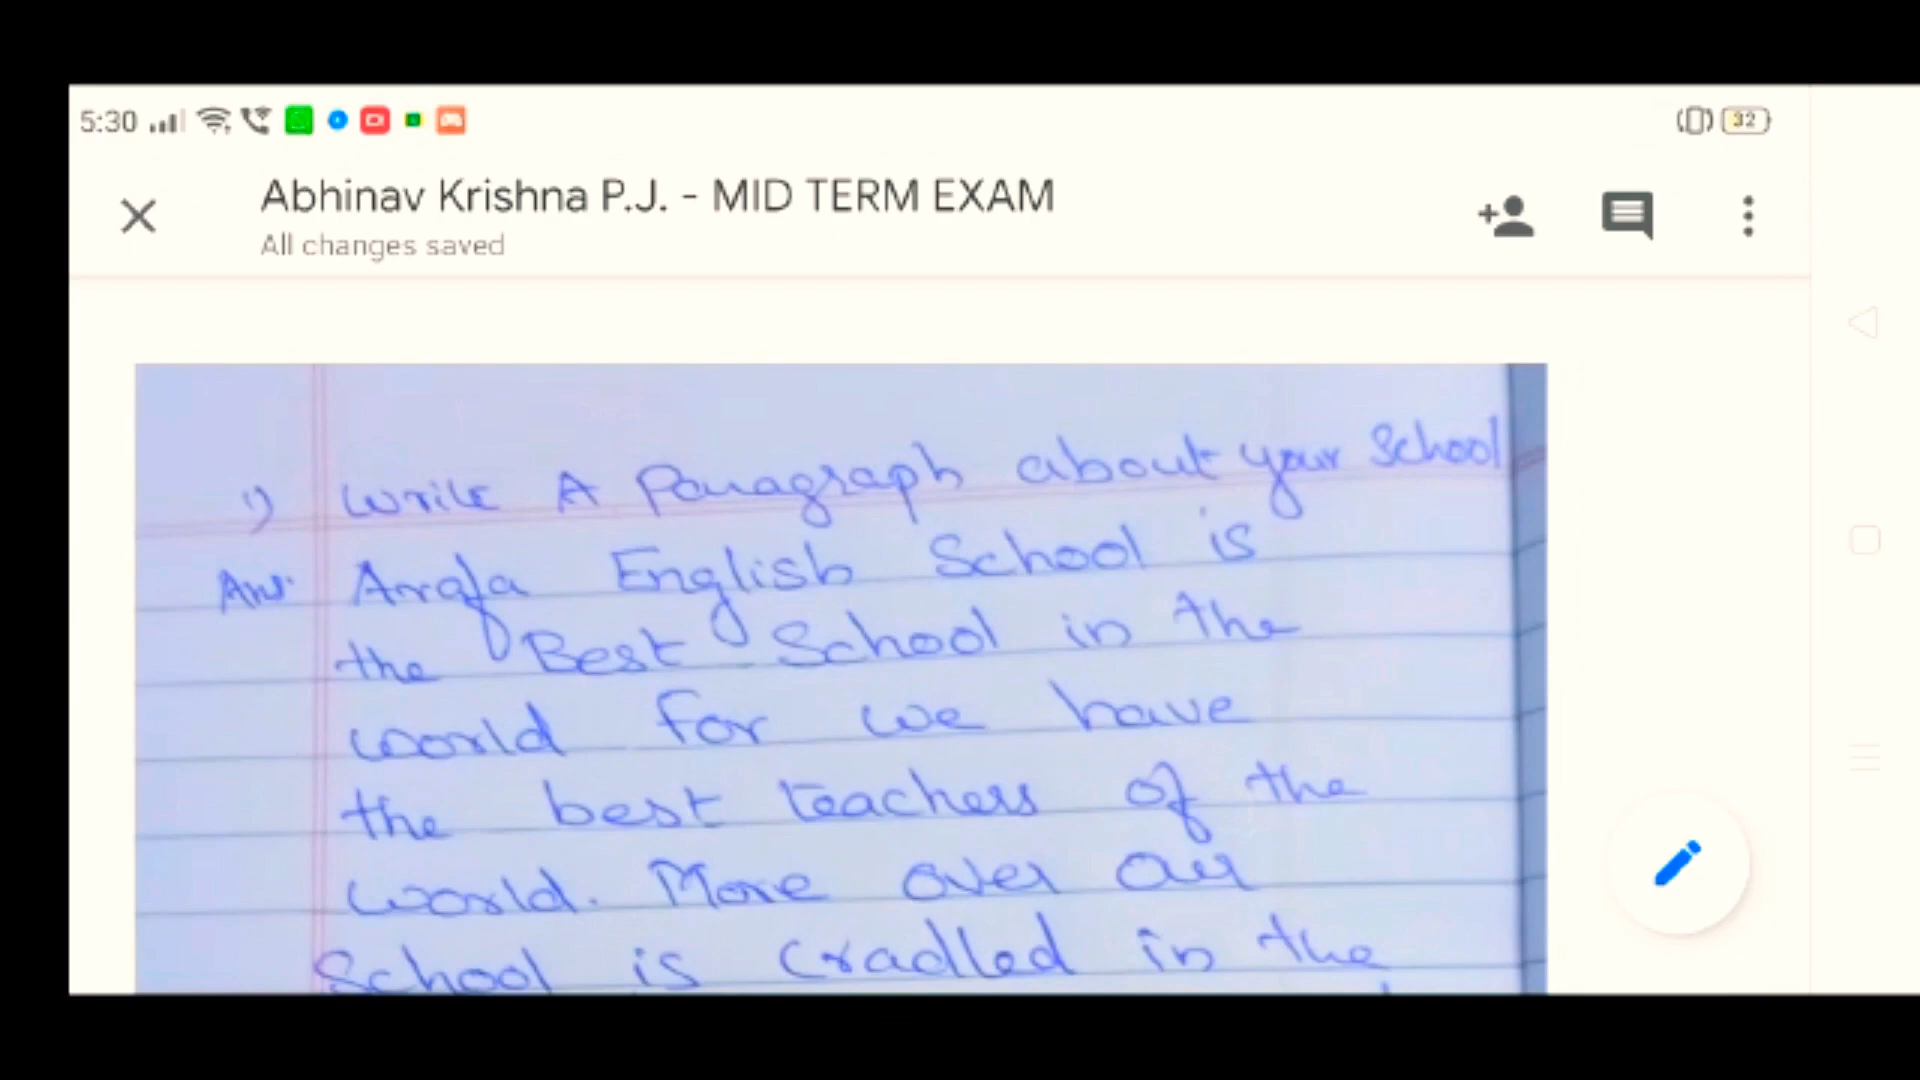 5:30
32
Abhinav Krishna P.J. - MID TERM EXAM
All changes saved
1) Write A Paragraph about your School
Ans. Arafa English School is
the Best School in the
world for we have
the best teachers of the
world. More over our
School is cradled in the